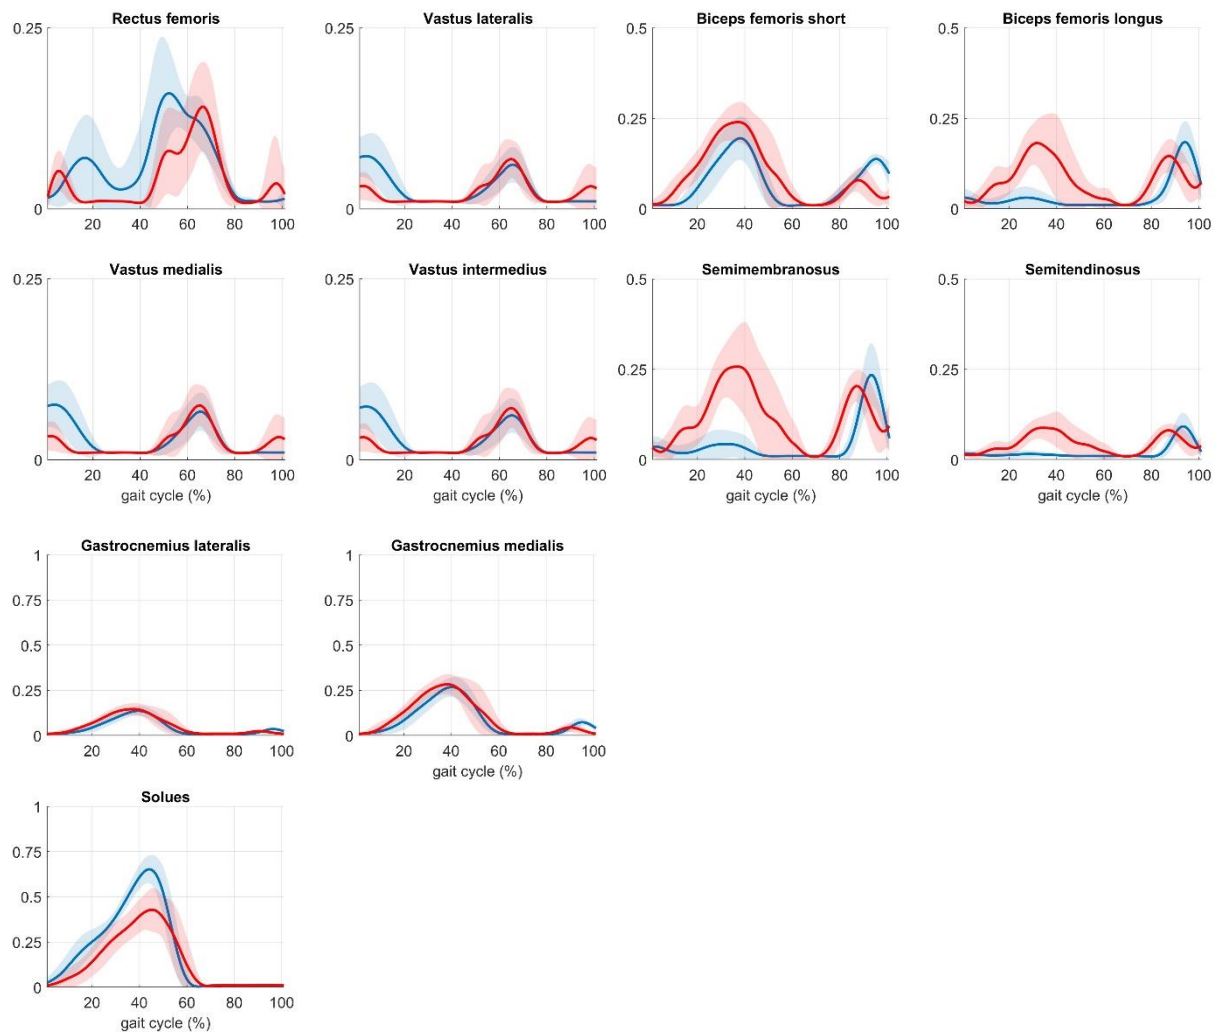 Rectus femoris
0.25
0
20 40 60 80 100
Vastus lateralis
0.25
0
20 40 60 80 100
Biceps femoris short
0.5
0.25
0
20 40 60 80 100
Biceps femoris longus
0.5
0.25
0
20 40 60 80 100
Vastus medialis
0.25
0
20 40 60 80 100
gait cycle (%)
Vastus intermedius
0.25
0
20 40 60 80 100
gait cycle (%)
Semimembranosus
0.5
0.25
0
20 40 60 80 100
gait cycle (%)
Semitendinosus
0.5
0.25
0
20 40 60 80 100
gait cycle (%)
Gastrocnemius lateralis
1
0.75
0.5
0.25
0
20 40 60 80 100
Gastrocnemius medialis
1
0.75
0.5
0.25
0
20 40 60 80 100
gait cycle (%)
Solues
1
0.75
0.5
0.25
0
20 40 60 80 100
gait cycle (%)